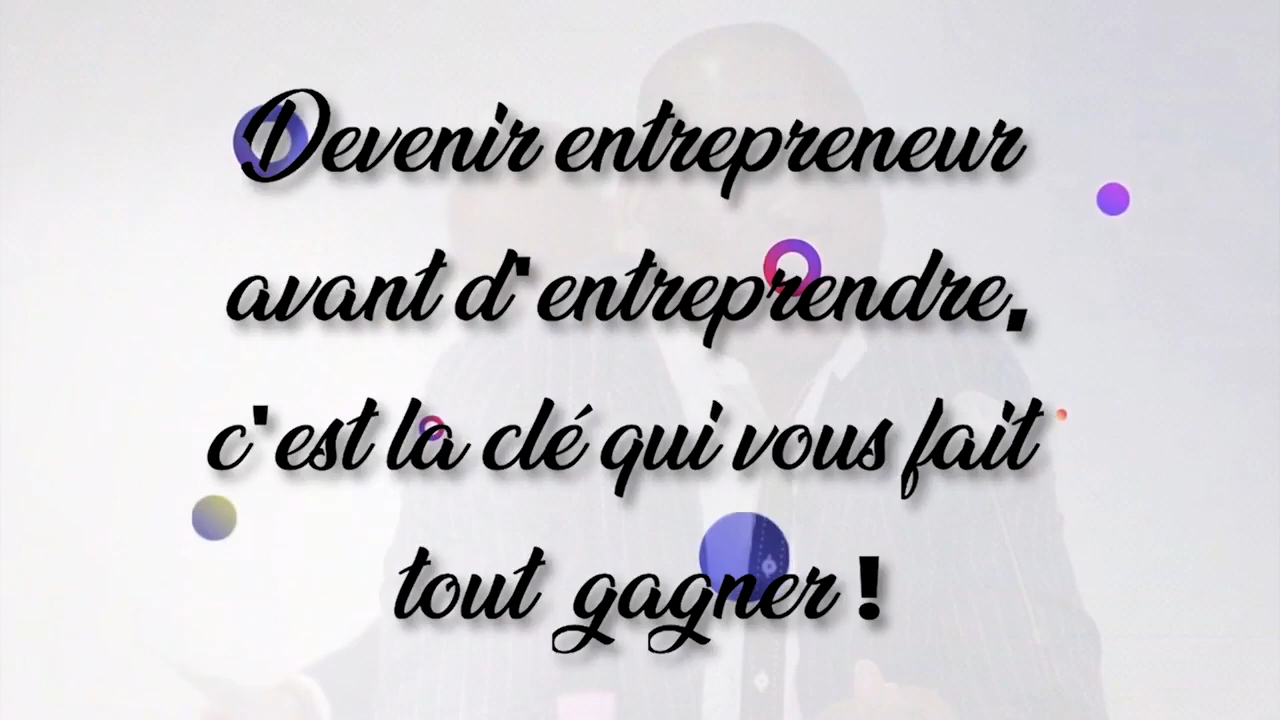 Devenir entrepreneur
avant d'entreprendre,
c'est la clé qui vous fait
tout gagner !